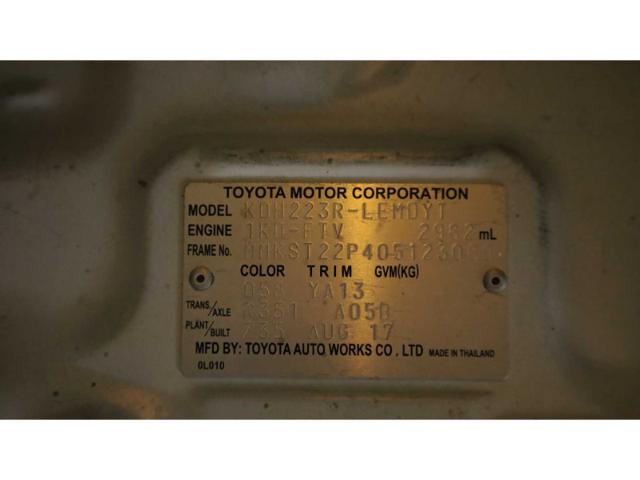 TOYOTA MOTOR CORPORATION
MODEL KDH223R-LEMDYT
ENGINE 1KD-FTV 2982 mL
FRAME No.
COLOR TRIM GVM(KG)
058 YA13
TRANS/AXLE A05B
PLANT/BUILT AUG.17
MFD BY: TOYOTA AUTO WORKS CO . LTD MADE IN THAILAND
0L010